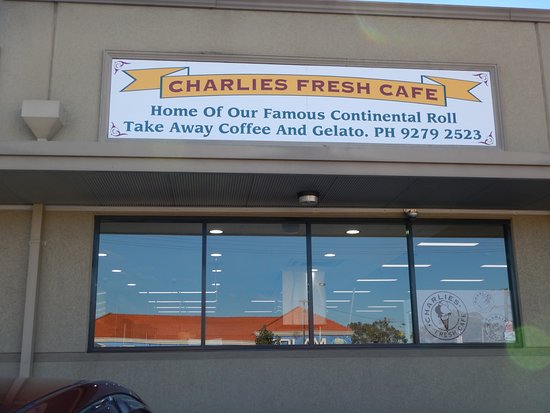 CHARLIES FRESH CAFE
Home Of Our Famous Continental Roll
Take Away Coffee And Gelato. PH 9279 2523
CHARLIES
FRESH CAFE